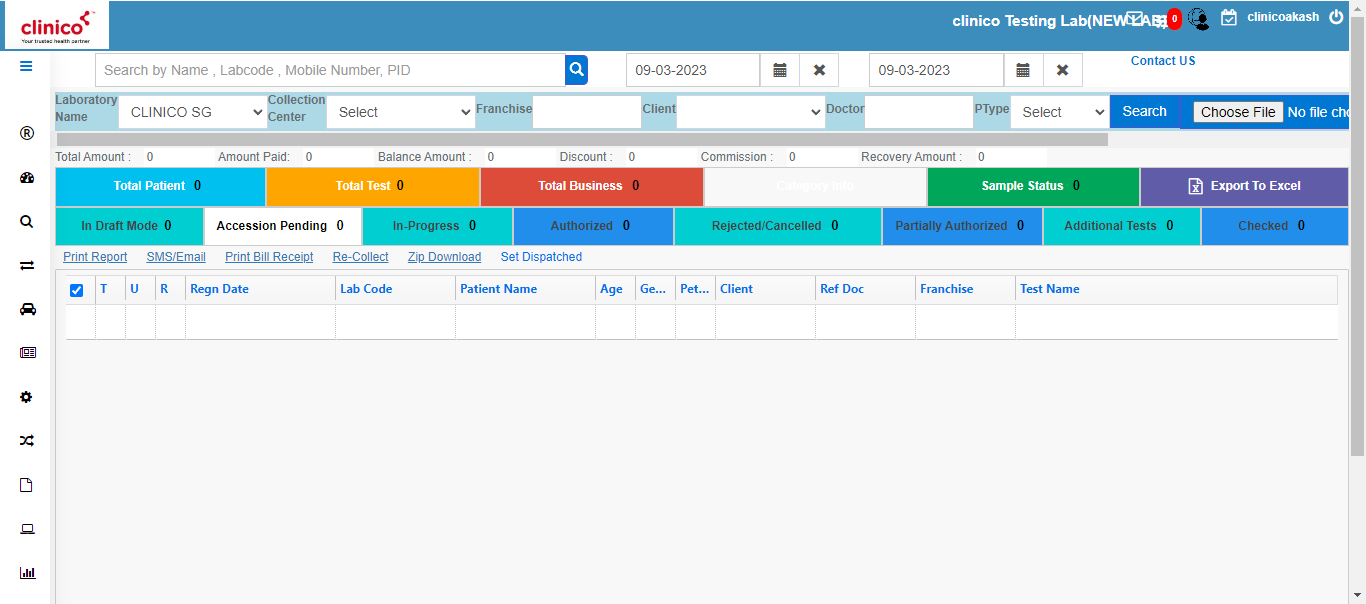 clinico
Your trusted health partner
clinico Testing Lab(NEW LAB)
0
clinicoakash
Search by Name , Labcode , Mobile Number, PID
09-03-2023
09-03-2023
Contact US
Laboratory Name
CLINICO SG
Collection Center
Select
Franchise
Client
Doctor
PType
Select
Search
Choose File
No file cho
Total Amount : 0
Amount Paid: 0
Balance Amount : 0
Discount : 0
Commission : 0
Recovery Amount : 0
Total Patient 0
Total Test 0
Total Business 0
Category Info
Sample Status 0
Export To Excel
In Draft Mode 0
Accession Pending 0
In-Progress 0
Authorized 0
Rejected/Cancelled 0
Partially Authorized 0
Additional Tests 0
Checked 0
Print Report
SMS/Email
Print Bill Receipt
Re-Collect
Zip Download
Set Dispatched
T
U
R
Regn Date
Lab Code
Patient Name
Age
Ge...
Pet...
Client
Ref Doc
Franchise
Test Name